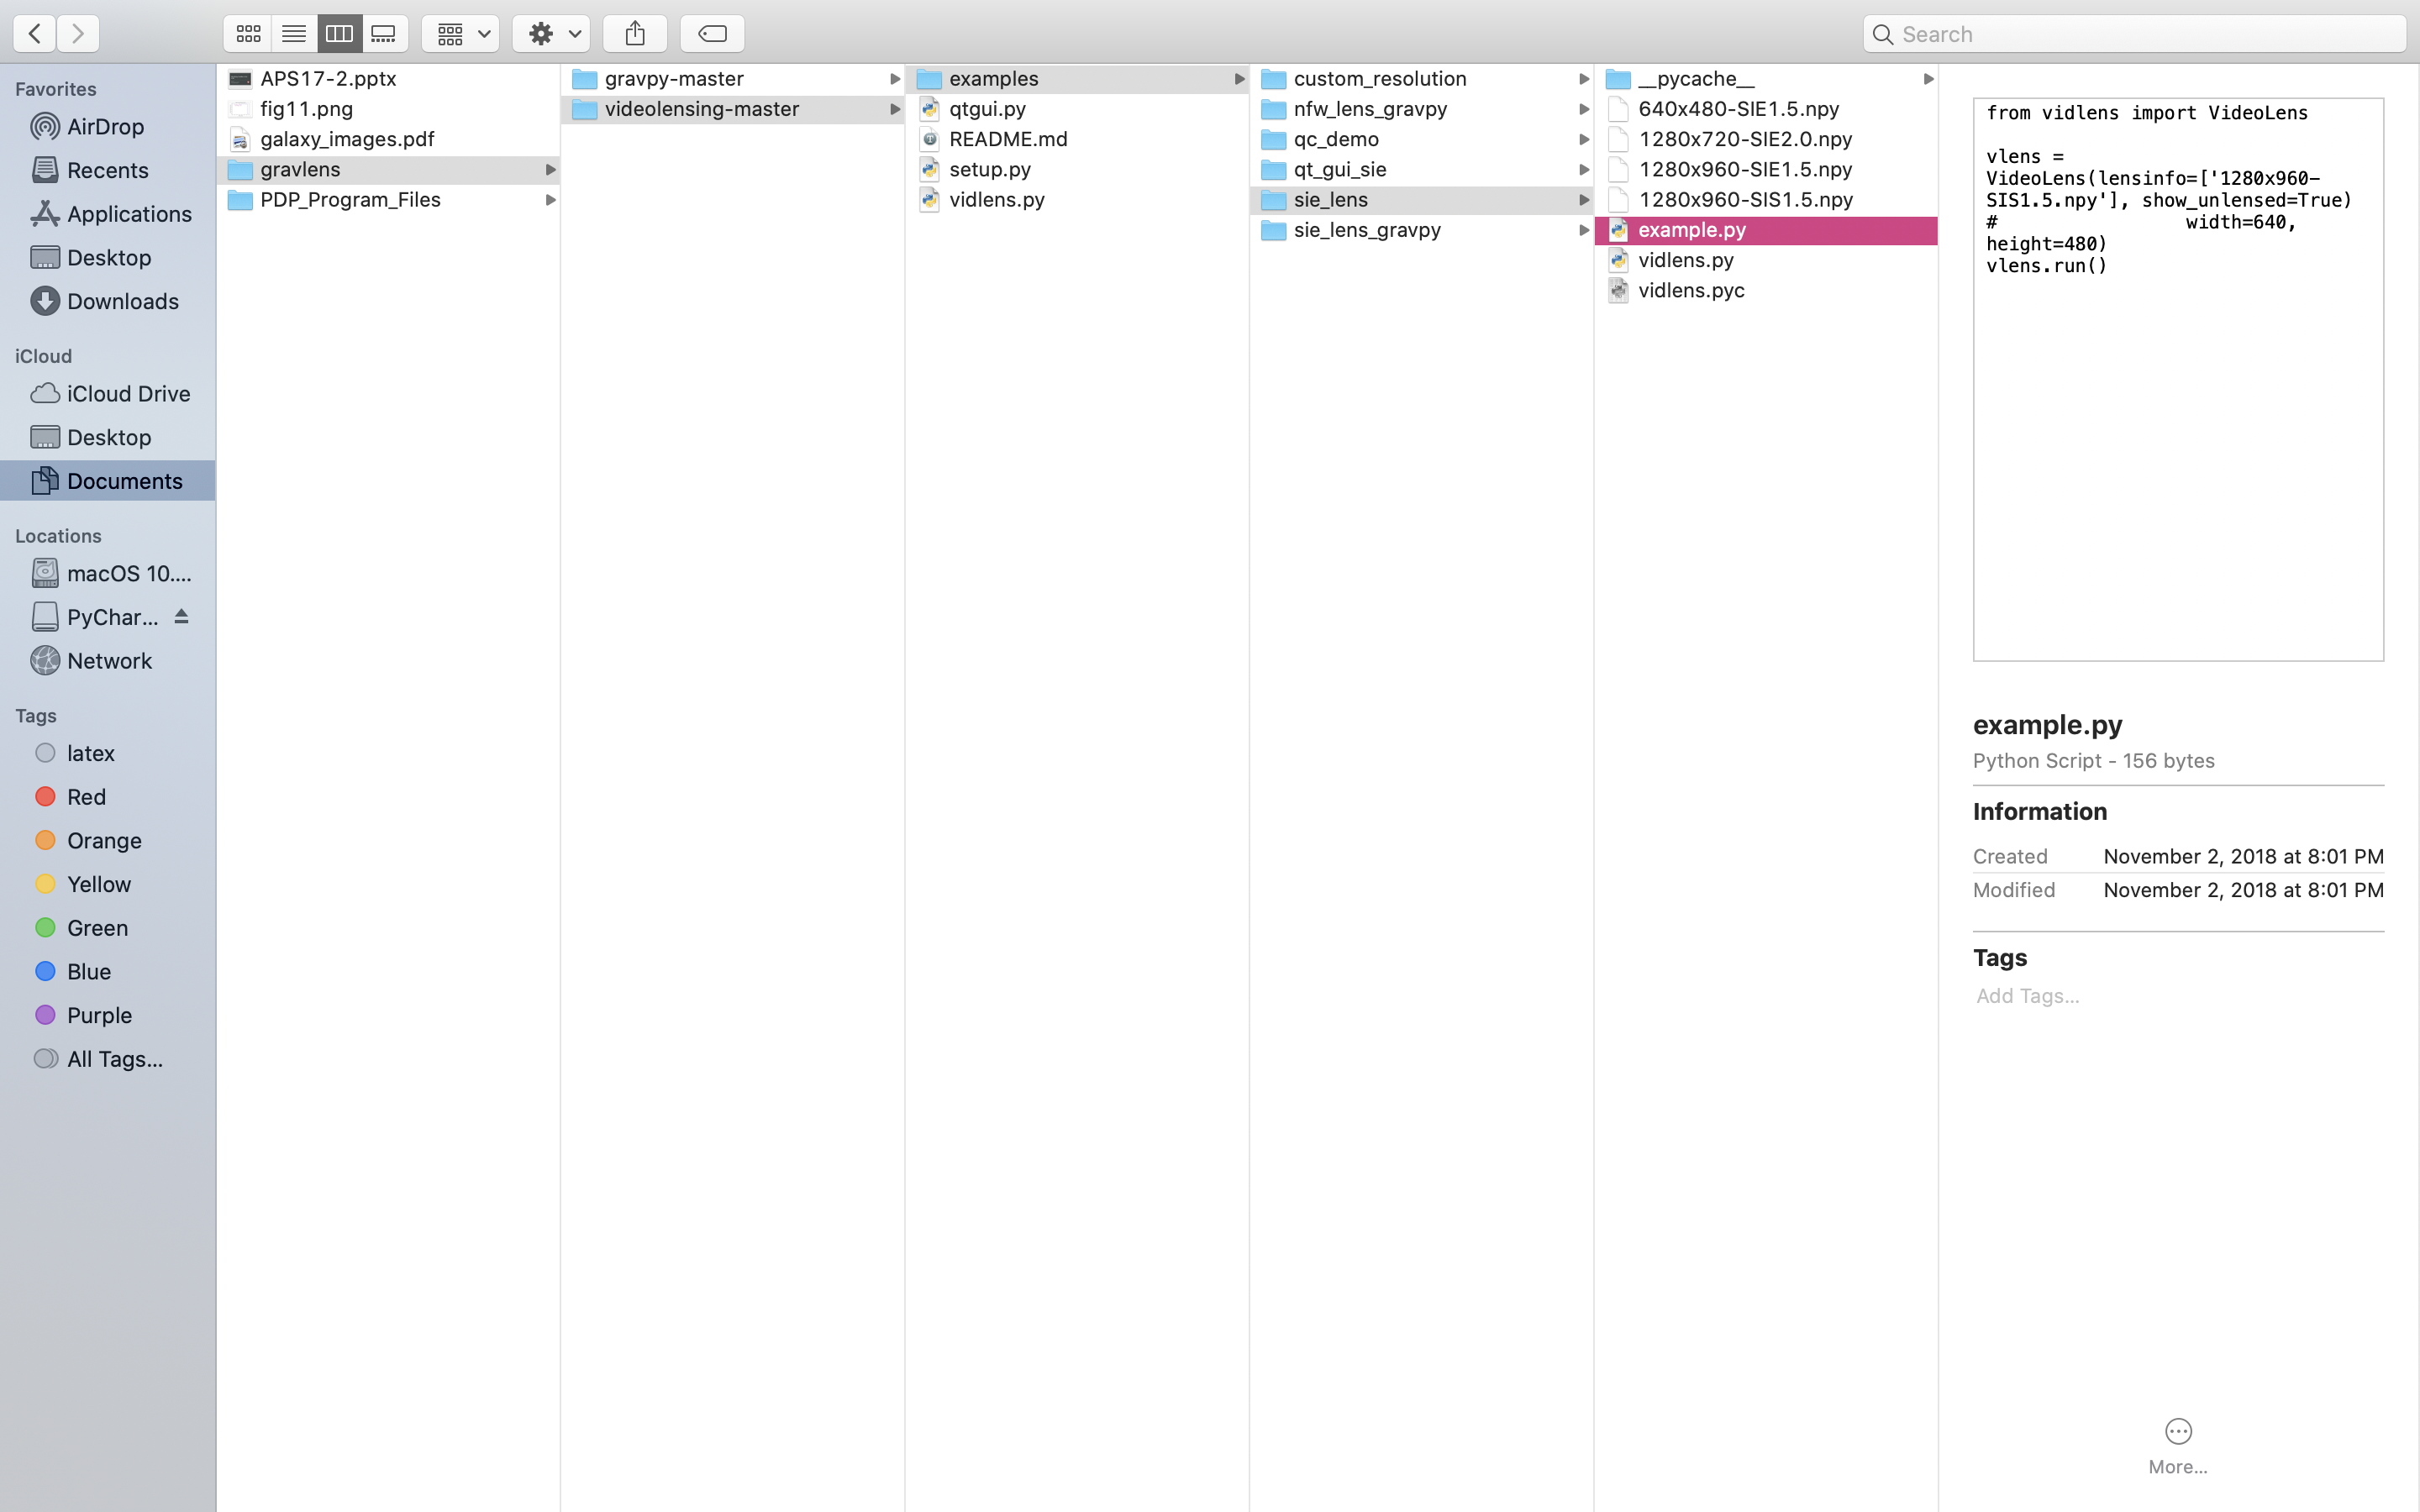 Search
Favorites
AirDrop
Recents
Applications
Desktop
Downloads
iCloud
iCloud Drive
Desktop
Documents
Locations
macOS 10....
PyChar...
Network
Tags
latex
Red
Orange
Yellow
Green
Blue
Purple
All Tags...
APS17-2.pptx
fig11.png
galaxy_images.pdf
gravlens
PDP_Program_Files
gravpy-master
videolensing-master
examples
qtgui.py
README.md
setup.py
vidlens.py
custom_resolution
nfw_lens_gravpy
qc_demo
qt_gui_sie
sie_lens
sie_lens_gravpy
__pycache__
640x480-SIE1.5.npy
1280x720-SIE2.0.npy
1280x960-SIE1.5.npy
1280x960-SIS1.5.npy
example.py
vidlens.py
vidlens.pyc
from vidlens import VideoLens
vlens =
VideoLens(lensinfo=['1280x960-
SIS1.5.npy'], show_unlensed=True)
#                 width=640,
height=480)
vlens.run()
example.py
Python Script - 156 bytes
Information
Created November 2, 2018 at 8:01 PM
Modified November 2, 2018 at 8:01 PM
Tags
Add Tags...
More...